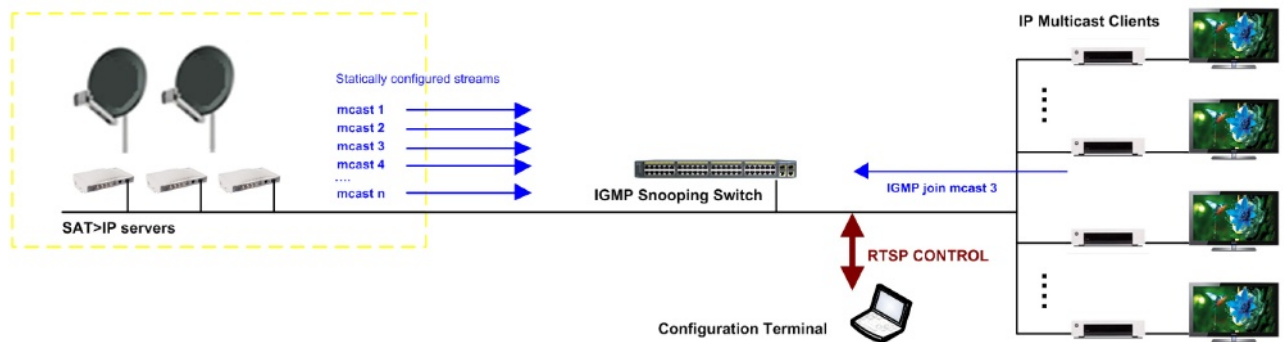 IP Multicast Clients
Statically configured streams
mcast 1
mcast 2
mcast 3
mcast 4
....
mcast n
IGMP Snooping Switch
IGMP join mcast 3
SAT>IP servers
RTSP CONTROL
Configuration Terminal